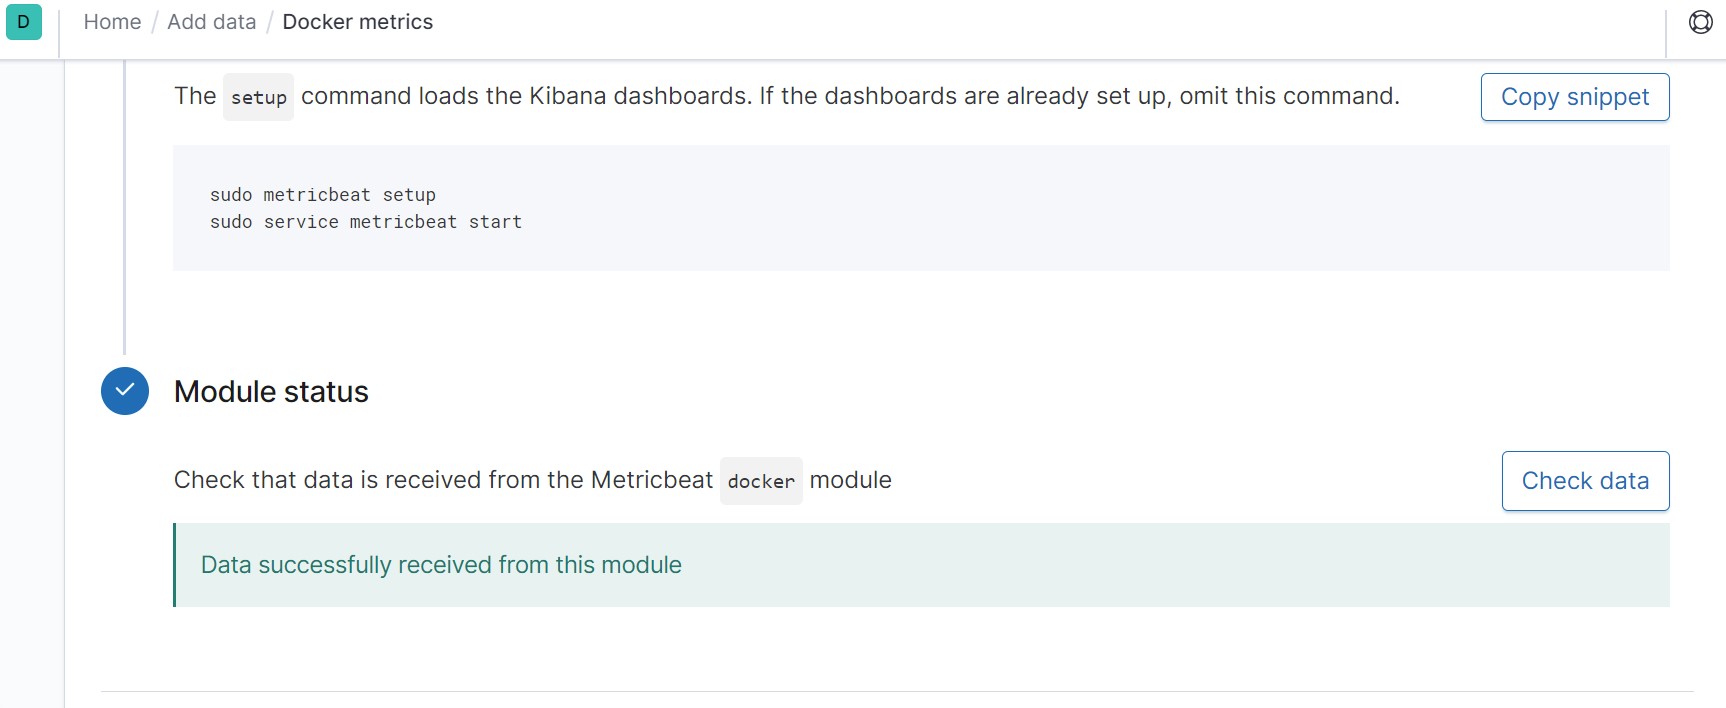 D Home / Add data / Docker metrics
The setup command loads the Kibana dashboards. If the dashboards are already set up, omit this command.
Copy snippet
sudo metricbeat setup
sudo service metricbeat start
Module status
Check that data is received from the Metricbeat docker module
Check data
Data successfully received from this module